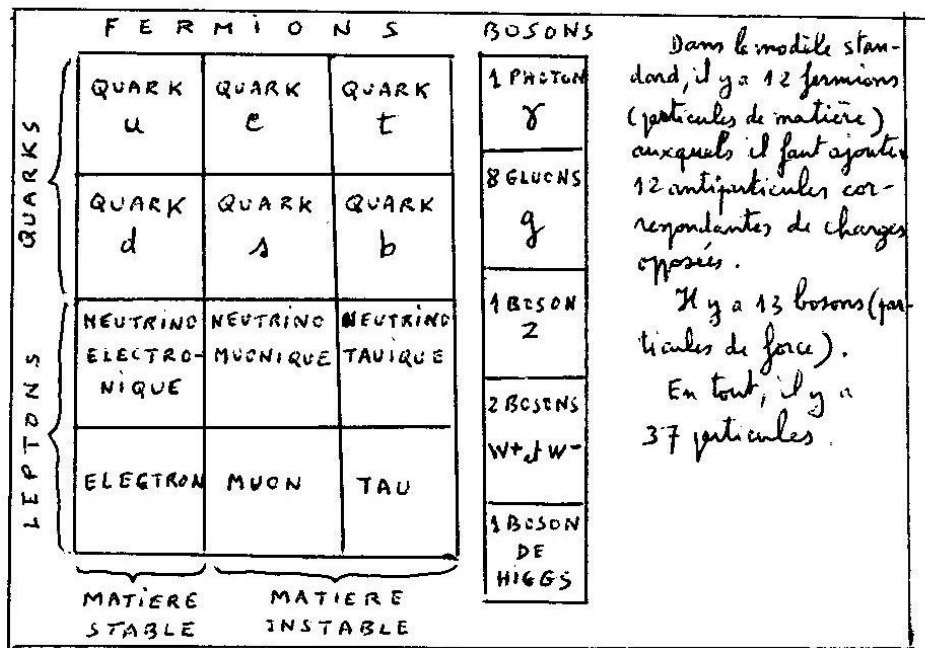 FERMIONS
BOSONS
QUARKS
QUARK QUARK QUARK
u c t
QUARK QUARK QUARK
d s b
LEPTONS
NEUTRINO NEUTRINO NEUTRINO
ELECTRO- MUONIQUE TAUIQUE
NIQUE
ELECTRON MUON TAU
MATIERE MATIERE
STABLE INSTABLE
1 PHOTON
γ
8 GLUONS
g
1 BOSON
Z
2 BOSONS
W+ et W-
1 BOSON
DE
HIGGS
Dans le modèle stan-
dard, il y a 12 fermions
(particules de matière)
auxquels il faut ajouter
12 antiparticules cor-
respondantes de charges
opposées.
Il y a 13 bosons (par-
ticules de force).
En tout, il y a
37 particules.